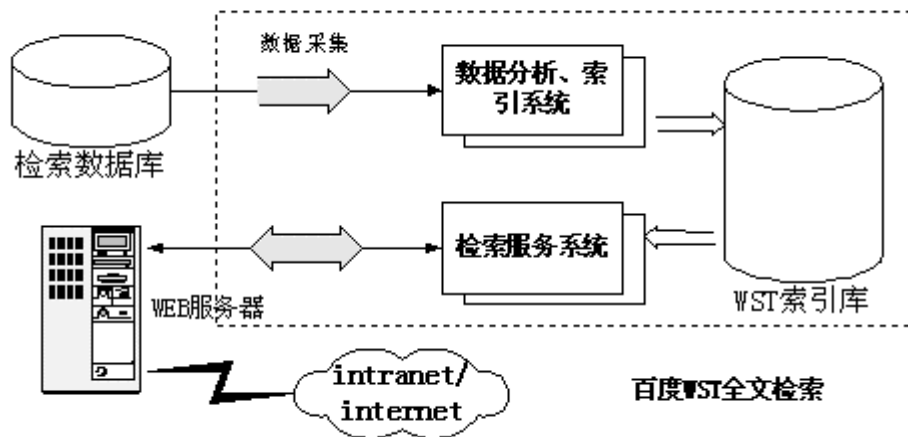 数据采集
数据分析、索
引系统
检索数据库
检索服务系统
WST索引库
WEB服务器
intranet/
internet
百度WST全文检索